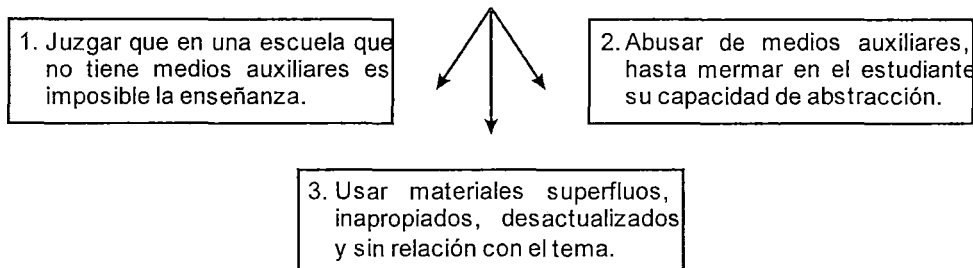 1. Juzgar que en una escuela que
no tiene medios auxiliares es
imposible la enseñanza.
2. Abusar de medios auxiliares,
hasta mermar en el estudiante
su capacidad de abstracción.
3. Usar materiales superfluos,
inapropiados, desactualizados
y sin relación con el tema.